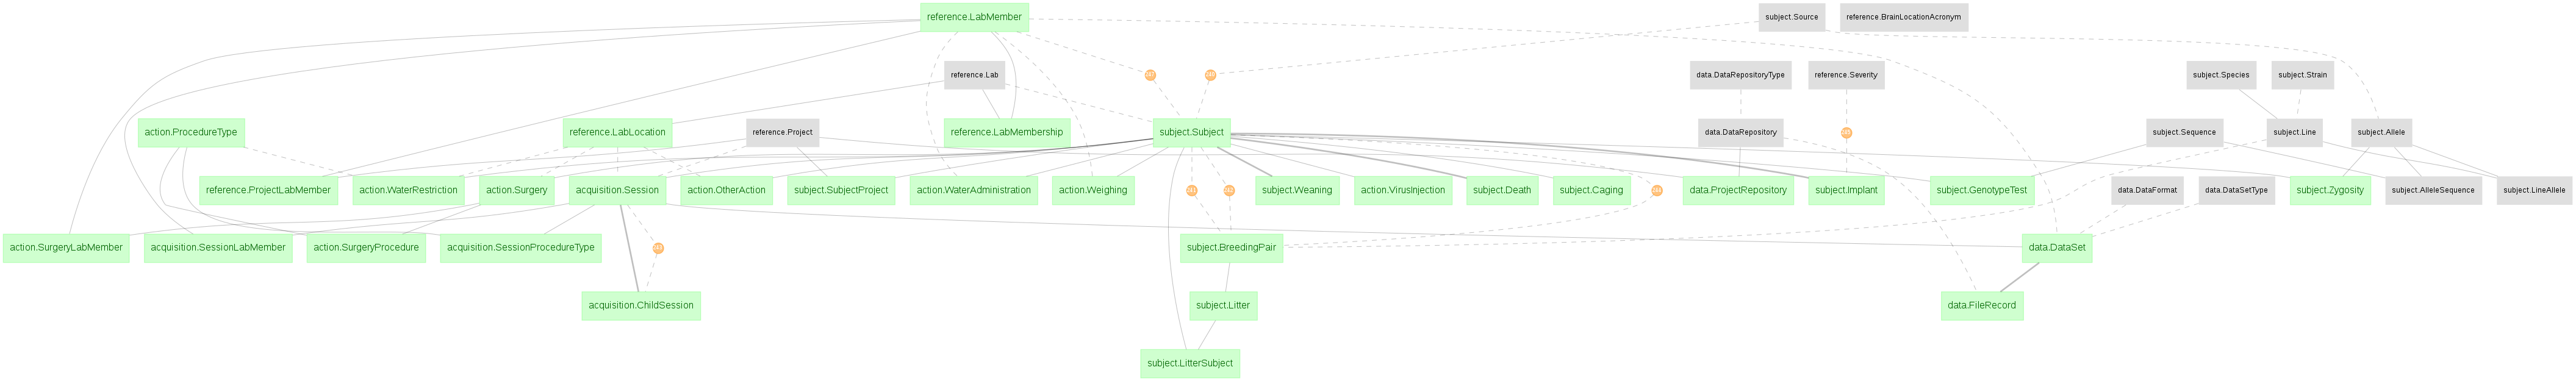 reference.LabMember
subject.Source
reference.BrainLocationAcronym
reference.Lab
data.DataRepositoryType
reference.Severity
subject.Species
subject.Strain
action.ProcedureType
reference.LabLocation
reference.Project
reference.LabMembership
subject.Subject
data.DataRepository
subject.Sequence
subject.Line
subject.Allele
reference.ProjectLabMember
action.WaterRestriction
action.Surgery
acquisition.Session
action.OtherAction
subject.SubjectProject
action.WaterAdministration
action.Weighing
subject.Weaning
action.VirusInjection
subject.Death
subject.Caging
data.ProjectRepository
subject.Implant
subject.GenotypeTest
data.DataFormat
data.DataSetType
subject.Zygosity
subject.AlleleSequence
subject.LineAllele
action.SurgeryLabMember
acquisition.SessionLabMember
action.SurgeryProcedure
acquisition.SessionProcedureType
subject.BreedingPair
data.DataSet
acquisition.ChildSession
subject.Litter
data.FileRecord
subject.LitterSubject